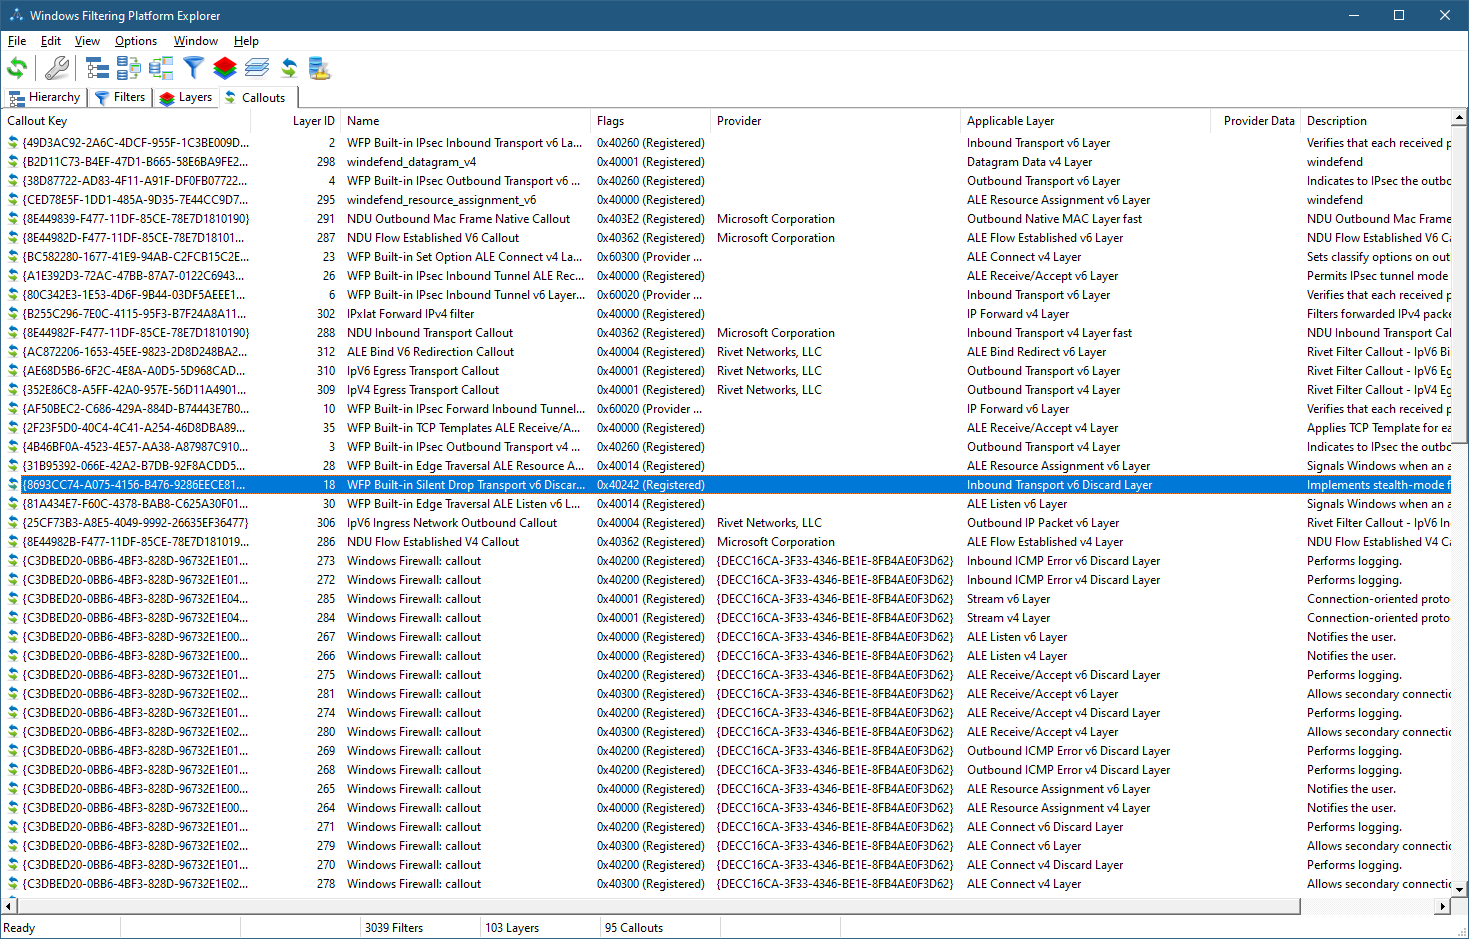 Windows Filtering Platform Explorer
File Edit View Options Window Help
Hierarchy Filters Layers Callouts
Callout Key Layer ID Name Flags Provider Applicable Layer Provider Data Description
{49D3AC92-2A6C-4DCF-955F-1C3BE009D... 2 WFP Built-in IPsec Inbound Transport v6 La... 0x40260 (Registered) Inbound Transport v6 Layer Verifies that each received p
{B2D11C73-B4EF-47D1-B665-58E6BA9FE2... 298 windefend_datagram_v4 0x40001 (Registered) Datagram Data v4 Layer windefend
{38D87722-AD83-4F11-A91F-DF0FB07722... 4 WFP Built-in IPsec Outbound Transport v6 ... 0x40260 (Registered) Outbound Transport v6 Layer Indicates to IPsec the outbo
{CED78E5F-1DD1-485A-9D35-7E44CC9D7... 295 windefend_resource_assignment_v6 0x40000 (Registered) ALE Resource Assignment v6 Layer windefend
{8E449839-F477-11DF-85CE-78E7D1810190} 291 NDU Outbound Mac Frame Native Callout 0x403E2 (Registered) Microsoft Corporation Outbound Native MAC Layer fast NDU Outbound Mac Frame
{8E44982D-F477-11DF-85CE-78E7D18101... 287 NDU Flow Established V6 Callout 0x40362 (Registered) Microsoft Corporation ALE Flow Established v6 Layer NDU Flow Established V6 Ca
{BC582280-1677-41E9-94AB-C2FCB15C2E... 23 WFP Built-in Set Option ALE Connect v4 La... 0x60300 (Provider ... ALE Connect v4 Layer Sets classify options on out
{A1E392D3-72AC-47BB-87A7-0122C6943... 26 WFP Built-in IPsec Inbound Tunnel ALE Rec... 0x40000 (Registered) ALE Receive/Accept v6 Layer Permits IPsec tunnel mode
{80C342E3-1E53-4D6F-9B44-03DF5AEEE1... 6 WFP Built-in IPsec Inbound Tunnel v6 Layer... 0x60020 (Provider ... Inbound Transport v6 Layer Verifies that each received p
{B255C296-7E0C-4115-95F3-B7F24A8A11... 302 IPxlat Forward IPv4 filter 0x40000 (Registered) IP Forward v4 Layer Filters forwarded IPv4 packe
{8E44982F-F477-11DF-85CE-78E7D1810190} 288 NDU Inbound Transport Callout 0x40362 (Registered) Microsoft Corporation Inbound Transport v4 Layer fast NDU Inbound Transport Cal
{AC872206-1653-45EE-9823-2D8D248BA2... 312 ALE Bind V6 Redirection Callout 0x40004 (Registered) Rivet Networks, LLC ALE Bind Redirect v6 Layer Rivet Filter Callout - IpV6 Bi
{AE68D5B6-6F2C-4E8A-A0D5-5D968CAD... 310 IpV6 Egress Transport Callout 0x40001 (Registered) Rivet Networks, LLC Outbound Transport v6 Layer Rivet Filter Callout - IpV6 Eg
{352E86C8-A5FF-42A0-957E-56D11A4901... 309 IpV4 Egress Transport Callout 0x40001 (Registered) Rivet Networks, LLC Outbound Transport v4 Layer Rivet Filter Callout - IpV4 Eg
{AF50BEC2-C686-429A-884D-B74443E7B0... 10 WFP Built-in IPsec Forward Inbound Tunnel... 0x60020 (Provider ... IP Forward v6 Layer Verifies that each received p
{2F23F5D0-40C4-4C41-A254-46D8DBA89... 35 WFP Built-in TCP Templates ALE Receive/A... 0x40000 (Registered) ALE Receive/Accept v4 Layer Applies TCP Template for ea
{4B46BF0A-4523-4E57-AA38-A87987C910... 3 WFP Built-in IPsec Outbound Transport v4 ... 0x40260 (Registered) Outbound Transport v4 Layer Indicates to IPsec the outbo
{31B95392-066E-42A2-B7DB-92F8ACDD5... 28 WFP Built-in Edge Traversal ALE Resource A... 0x40014 (Registered) ALE Resource Assignment v6 Layer Signals Windows when an a
{8693CC74-A075-4156-B476-9286EECE81... 18 WFP Built-in Silent Drop Transport v6 Discar... 0x40242 (Registered) Inbound Transport v6 Discard Layer Implements stealth-mode f
{81A434E7-F60C-4378-BAB8-C625A30F01... 30 WFP Built-in Edge Traversal ALE Listen v6 L... 0x40014 (Registered) ALE Listen v6 Layer Signals Windows when an a
{25CF73B3-A8E5-4049-9992-26635EF36477} 306 IpV6 Ingress Network Outbound Callout 0x40004 (Registered) Rivet Networks, LLC Outbound IP Packet v6 Layer Rivet Filter Callout - IpV6 In
{8E44982B-F477-11DF-85CE-78E7D181019... 286 NDU Flow Established V4 Callout 0x40362 (Registered) Microsoft Corporation ALE Flow Established v4 Layer NDU Flow Established V4 Ca
{C3DBED20-0BB6-4BF3-828D-96732E1E01... 273 Windows Firewall: callout 0x40200 (Registered) {DECC16CA-3F33-4346-BE1E-8FB4AE0F3D62} Inbound ICMP Error v6 Discard Layer Performs logging.
{C3DBED20-0BB6-4BF3-828D-96732E1E01... 272 Windows Firewall: callout 0x40200 (Registered) {DECC16CA-3F33-4346-BE1E-8FB4AE0F3D62} Inbound ICMP Error v4 Discard Layer Performs logging.
{C3DBED20-0BB6-4BF3-828D-96732E1E04... 285 Windows Firewall: callout 0x40001 (Registered) {DECC16CA-3F33-4346-BE1E-8FB4AE0F3D62} Stream v6 Layer Connection-oriented proto
{C3DBED20-0BB6-4BF3-828D-96732E1E04... 284 Windows Firewall: callout 0x40001 (Registered) {DECC16CA-3F33-4346-BE1E-8FB4AE0F3D62} Stream v4 Layer Connection-oriented proto
{C3DBED20-0BB6-4BF3-828D-96732E1E00... 267 Windows Firewall: callout 0x40000 (Registered) {DECC16CA-3F33-4346-BE1E-8FB4AE0F3D62} ALE Listen v6 Layer Notifies the user.
{C3DBED20-0BB6-4BF3-828D-96732E1E00... 266 Windows Firewall: callout 0x40000 (Registered) {DECC16CA-3F33-4346-BE1E-8FB4AE0F3D62} ALE Listen v4 Layer Notifies the user.
{C3DBED20-0BB6-4BF3-828D-96732E1E01... 275 Windows Firewall: callout 0x40200 (Registered) {DECC16CA-3F33-4346-BE1E-8FB4AE0F3D62} ALE Receive/Accept v6 Discard Layer Performs logging.
{C3DBED20-0BB6-4BF3-828D-96732E1E02... 281 Windows Firewall: callout 0x40300 (Registered) {DECC16CA-3F33-4346-BE1E-8FB4AE0F3D62} ALE Receive/Accept v6 Layer Allows secondary connectio
{C3DBED20-0BB6-4BF3-828D-96732E1E01... 274 Windows Firewall: callout 0x40200 (Registered) {DECC16CA-3F33-4346-BE1E-8FB4AE0F3D62} ALE Receive/Accept v4 Discard Layer Performs logging.
{C3DBED20-0BB6-4BF3-828D-96732E1E02... 280 Windows Firewall: callout 0x40300 (Registered) {DECC16CA-3F33-4346-BE1E-8FB4AE0F3D62} ALE Receive/Accept v4 Layer Allows secondary connectio
{C3DBED20-0BB6-4BF3-828D-96732E1E01... 269 Windows Firewall: callout 0x40200 (Registered) {DECC16CA-3F33-4346-BE1E-8FB4AE0F3D62} Outbound ICMP Error v6 Discard Layer Performs logging.
{C3DBED20-0BB6-4BF3-828D-96732E1E01... 268 Windows Firewall: callout 0x40200 (Registered) {DECC16CA-3F33-4346-BE1E-8FB4AE0F3D62} Outbound ICMP Error v4 Discard Layer Performs logging.
{C3DBED20-0BB6-4BF3-828D-96732E1E00... 265 Windows Firewall: callout 0x40000 (Registered) {DECC16CA-3F33-4346-BE1E-8FB4AE0F3D62} ALE Resource Assignment v6 Layer Notifies the user.
{C3DBED20-0BB6-4BF3-828D-96732E1E00... 264 Windows Firewall: callout 0x40000 (Registered) {DECC16CA-3F33-4346-BE1E-8FB4AE0F3D62} ALE Resource Assignment v4 Layer Notifies the user.
{C3DBED20-0BB6-4BF3-828D-96732E1E01... 271 Windows Firewall: callout 0x40200 (Registered) {DECC16CA-3F33-4346-BE1E-8FB4AE0F3D62} ALE Connect v6 Discard Layer Performs logging.
{C3DBED20-0BB6-4BF3-828D-96732E1E02... 279 Windows Firewall: callout 0x40300 (Registered) {DECC16CA-3F33-4346-BE1E-8FB4AE0F3D62} ALE Connect v6 Layer Allows secondary connectio
{C3DBED20-0BB6-4BF3-828D-96732E1E01... 270 Windows Firewall: callout 0x40200 (Registered) {DECC16CA-3F33-4346-BE1E-8FB4AE0F3D62} ALE Connect v4 Discard Layer Performs logging.
{C3DBED20-0BB6-4BF3-828D-96732E1E02... 278 Windows Firewall: callout 0x40300 (Registered) {DECC16CA-3F33-4346-BE1E-8FB4AE0F3D62} ALE Connect v4 Layer Allows secondary connectio
Ready 3039 Filters 103 Layers 95 Callouts